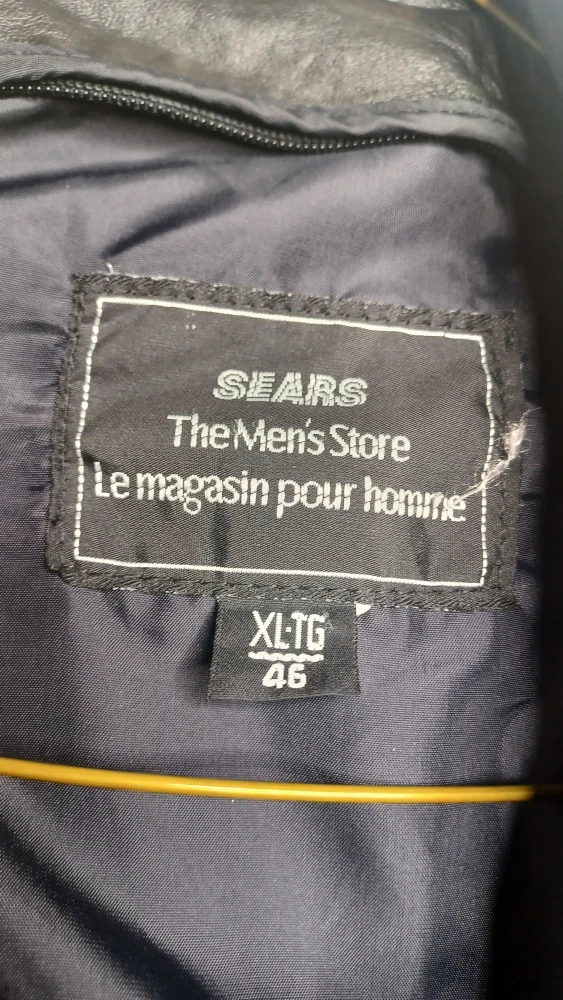 SEARS
The Men's Store
Le magasin pour homme
XL·TG
46